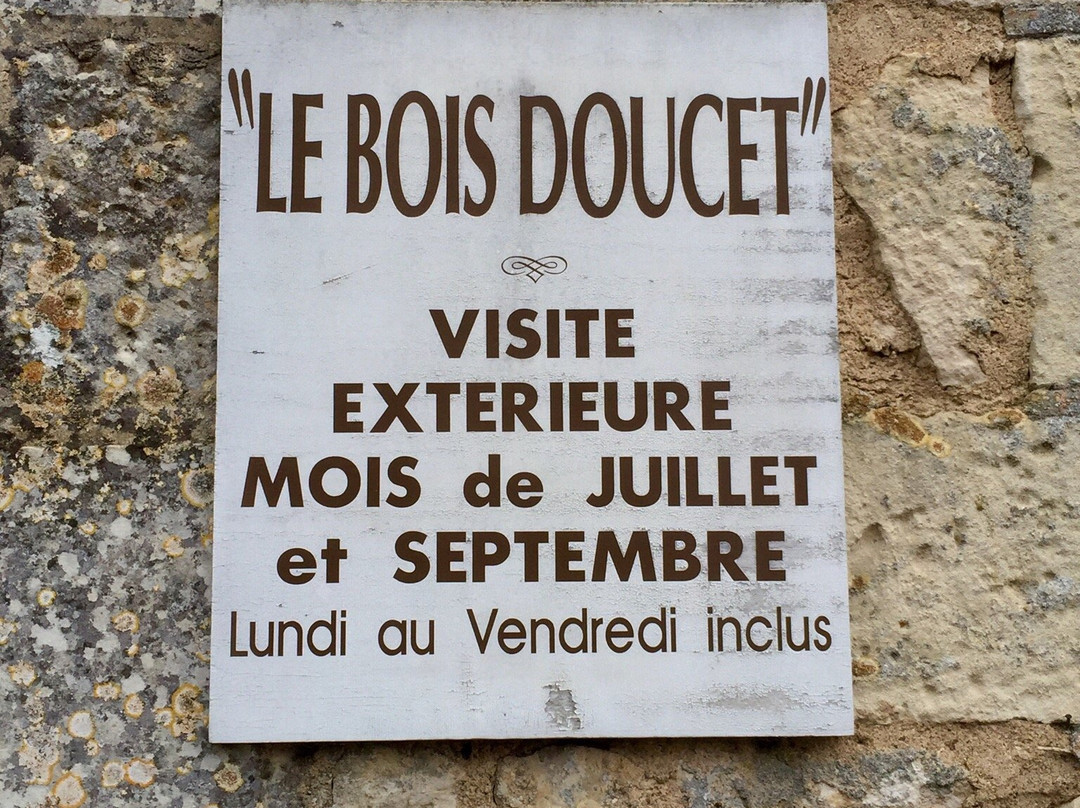 "LE BOIS DOUCET"
VISITE
EXTERIEURE
MOIS de JUILLET
et SEPTEMBRE
Lundi au Vendredi inclus